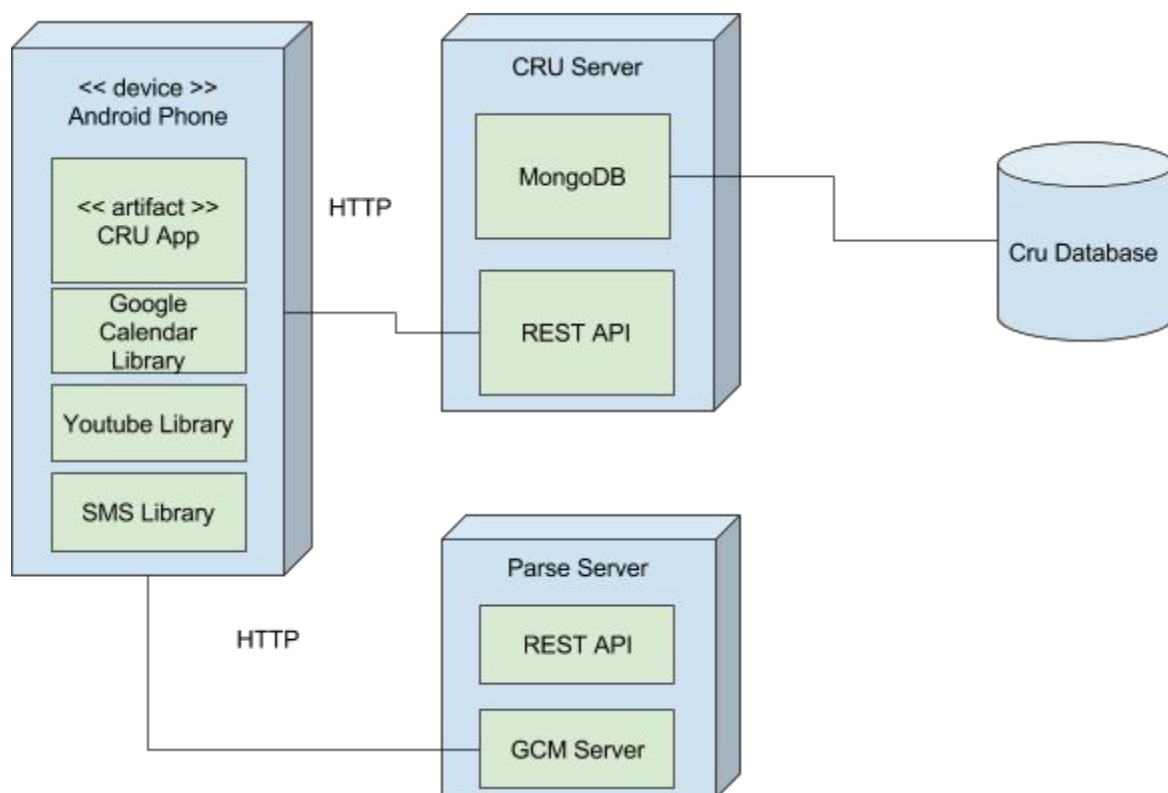 << device >>
Android Phone
<< artifact >>
CRU App
Google
Calendar
Library
Youtube Library
SMS Library
HTTP
CRU Server
MongoDB
REST API
Cru Database
HTTP
Parse Server
REST API
GCM Server